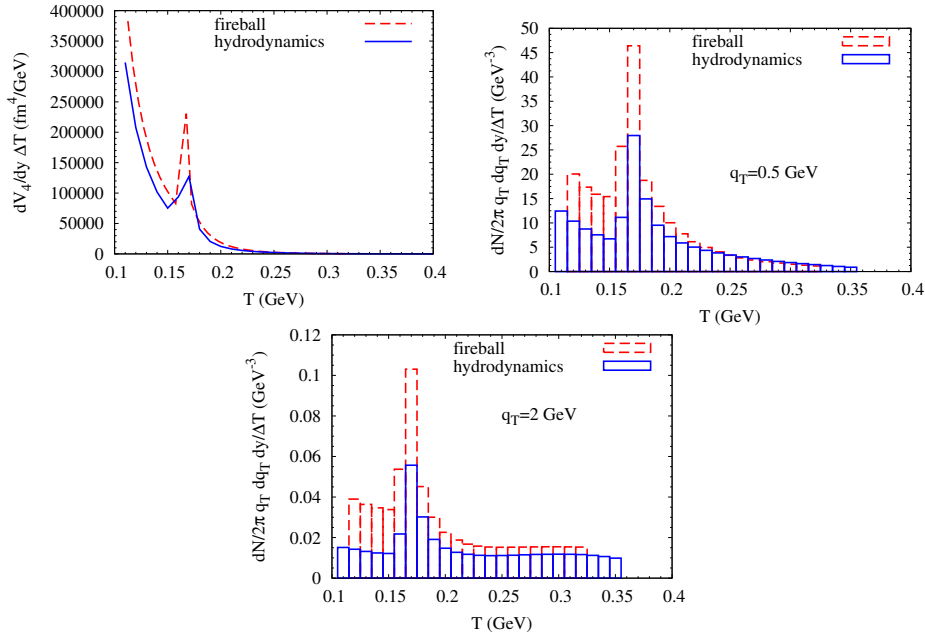 400000
350000
300000
250000
200000
150000
100000
50000
0
dV4/dy ΔT (fm⁴/GeV)
fireball
hydrodynamics
0.1 0.15 0.2 0.25 0.3 0.35 0.4
T (GeV)
50
45
40
35
30
25
20
15
10
5
0
dN/2π qT dqT dy/ΔT (GeV⁻³)
fireball
hydrodynamics
qT=0.5 GeV
0.1 0.15 0.2 0.25 0.3 0.35 0.4
T (GeV)
0.12
0.1
0.08
0.06
0.04
0.02
0
dN/2π qT dqT dy/ΔT (GeV⁻³)
fireball
hydrodynamics
qT=2 GeV
0.1 0.15 0.2 0.25 0.3 0.35 0.4
T (GeV)